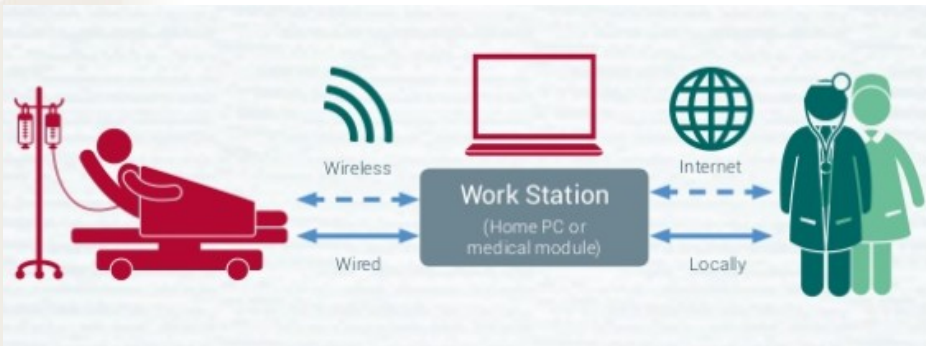 Wireless
Wired
Work Station
(Home PC or
medical module)
Internet
Locally